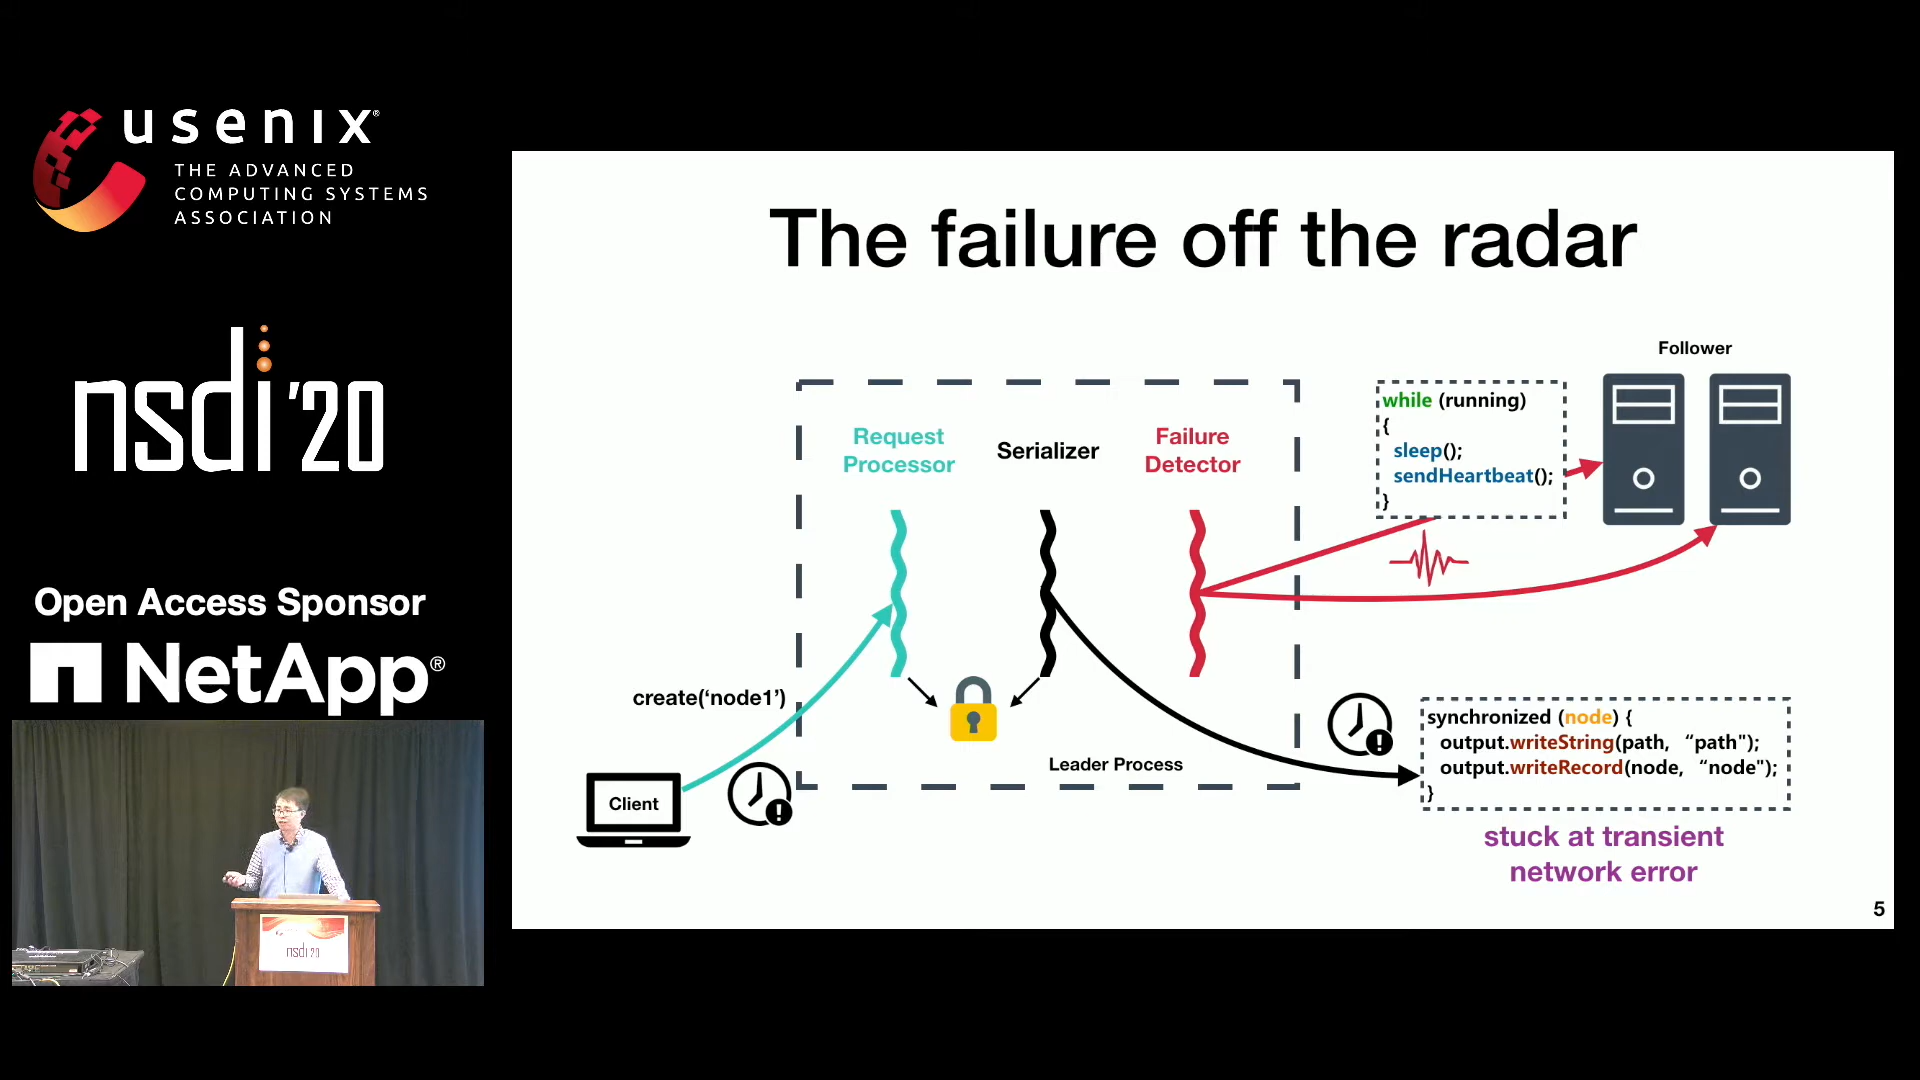 usenix®
THE ADVANCED
COMPUTING SYSTEMS
ASSOCIATION
nsdi '20
Open Access Sponsor
NetApp®
nsdi 20
The failure off the radar
Follower
while (running)
{
sleep();
sendHeartbeat();
}
Request
Processor
Serializer
Failure
Detector
create(‘node1’)
Client
Leader Process
synchronized (node) {
output.writeString(path, “path");
output.writeRecord(node, “node");
}
stuck at transient
network error
5